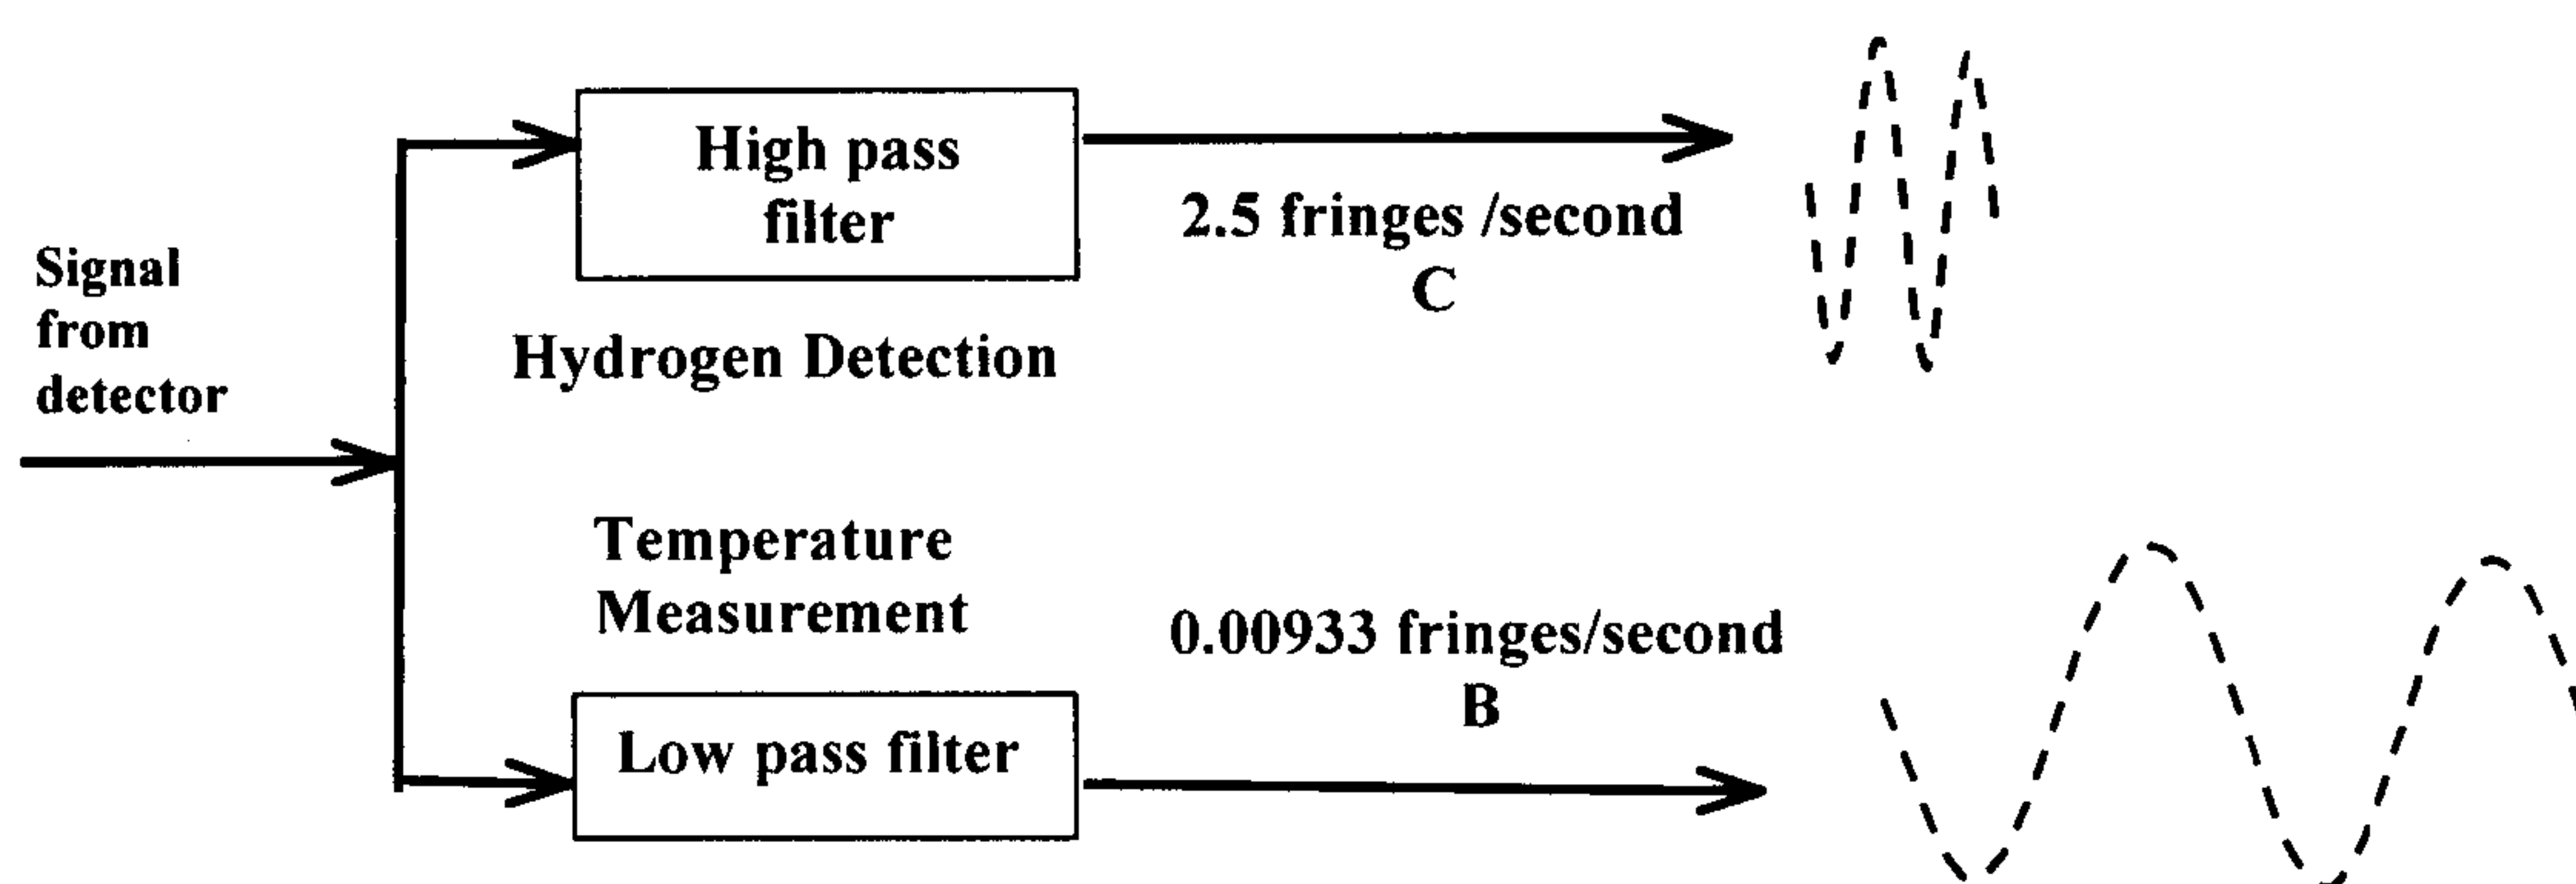 High pass
filter
2.5 fringes /second
C
Signal
from
detector
Hydrogen Detection
Temperature
Measurement
0.00933 fringes/second
B
Low pass filter